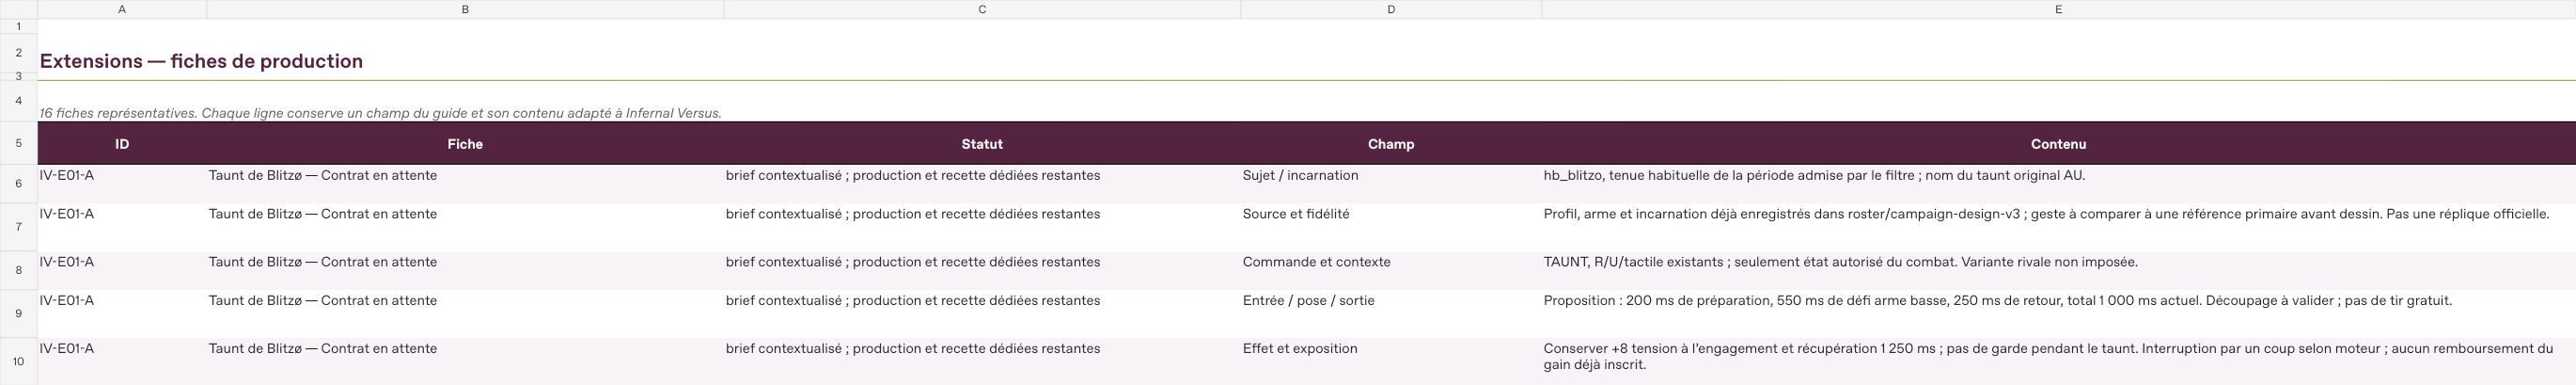 A B C D E
1
2 Extensions — fiches de production
3
4 16 fiches représentatives. Chaque ligne conserve un champ du guide et son contenu adapté à Infernal Versus.
5 ID Fiche Statut Champ Contenu
6 IV-E01-A Taunt de Blitzø — Contrat en attente brief contextualisé ; production et recette dédiées restantes Sujet / incarnation hb_blitzo, tenue habituelle de la période admise par le filtre ; nom du taunt original AU.
7 IV-E01-A Taunt de Blitzø — Contrat en attente brief contextualisé ; production et recette dédiées restantes Source et fidélité Profil, arme et incarnation déjà enregistrés dans roster/campaign-design-v3 ; geste à comparer à une référence primaire avant dessin. Pas une réplique officielle.
8 IV-E01-A Taunt de Blitzø — Contrat en attente brief contextualisé ; production et recette dédiées restantes Commande et contexte TAUNT, R/U/tactile existants ; seulement état autorisé du combat. Variante rivale non imposée.
9 IV-E01-A Taunt de Blitzø — Contrat en attente brief contextualisé ; production et recette dédiées restantes Entrée / pose / sortie Proposition : 200 ms de préparation, 550 ms de défi arme basse, 250 ms de retour, total 1 000 ms actuel. Découpage à valider ; pas de tir gratuit.
10 IV-E01-A Taunt de Blitzø — Contrat en attente brief contextualisé ; production et recette dédiées restantes Effet et exposition Conserver +8 tension à l'engagement et récupération 1 250 ms ; pas de garde pendant le taunt. Interruption par un coup selon moteur ; aucun remboursement du
gain déjà inscrit.